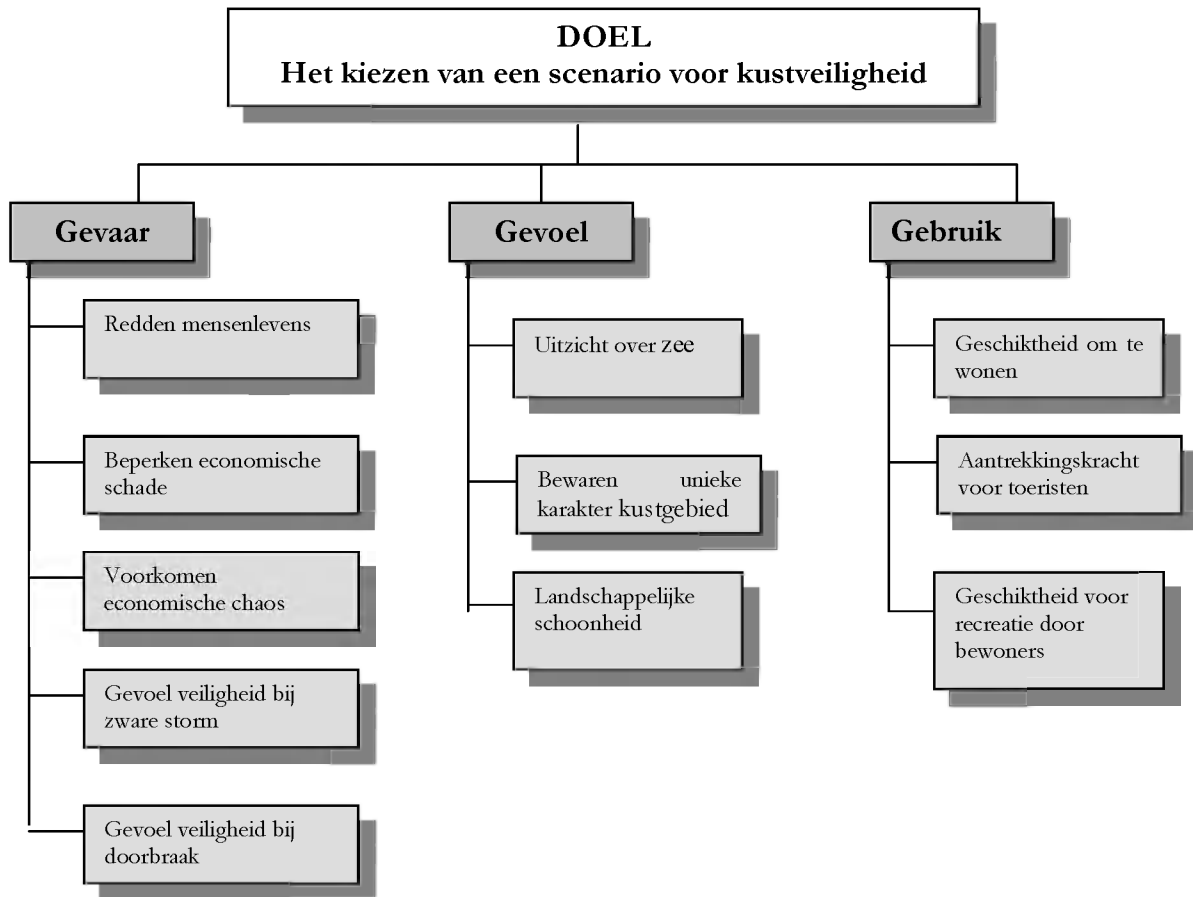 DOEL
Het kiezen van een scenario voor kustveiligheid
Gevaar
Redden mensenlevens
Beperken economische
schade
Voorkomen
economische chaos
Gevoel veiligheid bij
zware storm
Gevoel veiligheid bij
doorbraak
Gevoel
Uitzicht over zee
Bewaren unieke
karakter kustgebied
Landschappelijke
schoonheid
Gebruik
Geschiktheid om te
wonen
Aantrekkingskracht
voor toeristen
Geschiktheid voor
recreatie door
bewoners